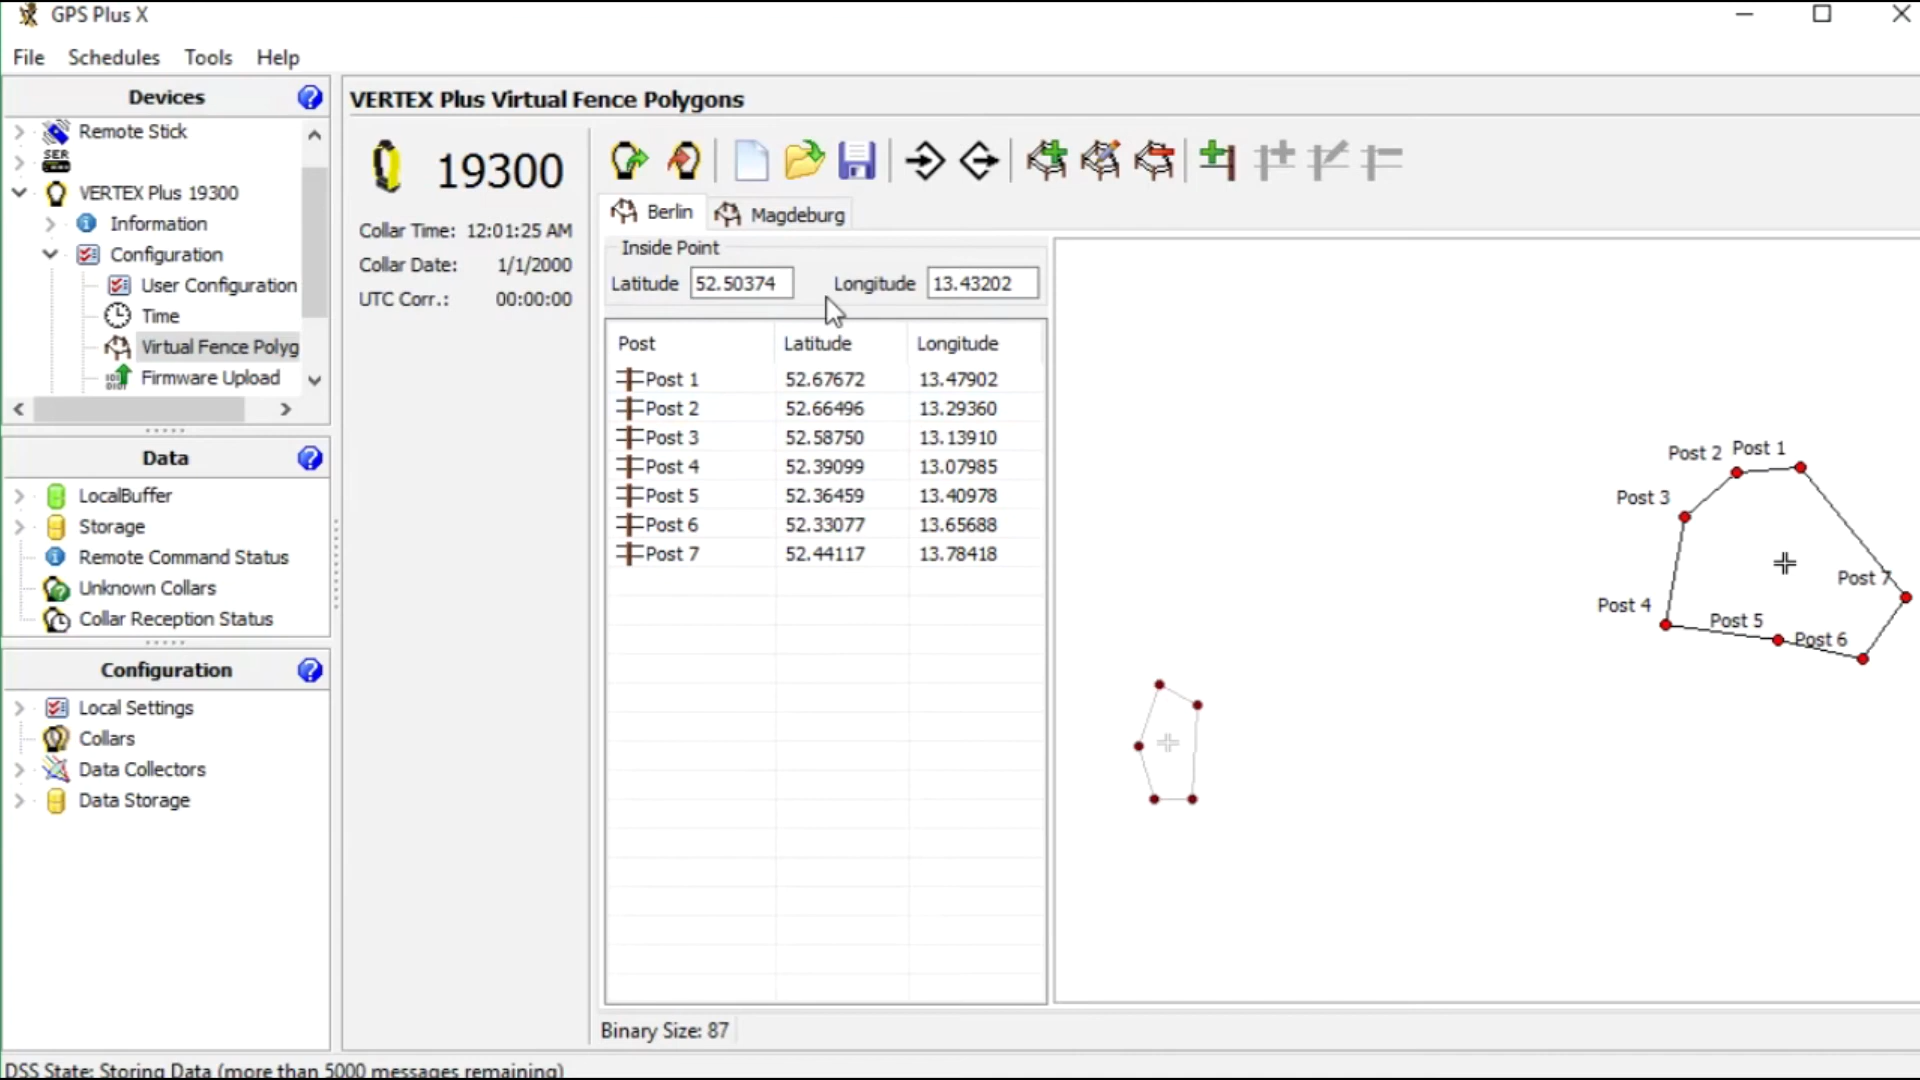 GPS Plus X
File Schedules Tools Help
Devices
Remote Stick
SER
VERTEX Plus 19300
Information
Configuration
User Configuration
Time
Virtual Fence Polyg
Firmware Upload
Data
LocalBuffer
Storage
Remote Command Status
Unknown Collars
Collar Reception Status
Configuration
Local Settings
Collars
Data Collectors
Data Storage
VERTEX Plus Virtual Fence Polygons
19300
Collar Time: 12:01:25 AM
Collar Date: 1/1/2000
UTC Corr.: 00:00:00
Berlin Magdeburg
Inside Point
Latitude 52.50374 Longitude 13.43202
Post Latitude Longitude
Post 1 52.67672 13.47902
Post 2 52.66496 13.29360
Post 3 52.58750 13.13910
Post 4 52.39099 13.07985
Post 5 52.36459 13.40978
Post 6 52.33077 13.65688
Post 7 52.44117 13.78418
Post 2 Post 1
Post 3
Post 7
Post 4
Post 5
Post 6
Binary Size: 87
DSS State: Storing Data (more than 5000 messages remaining)